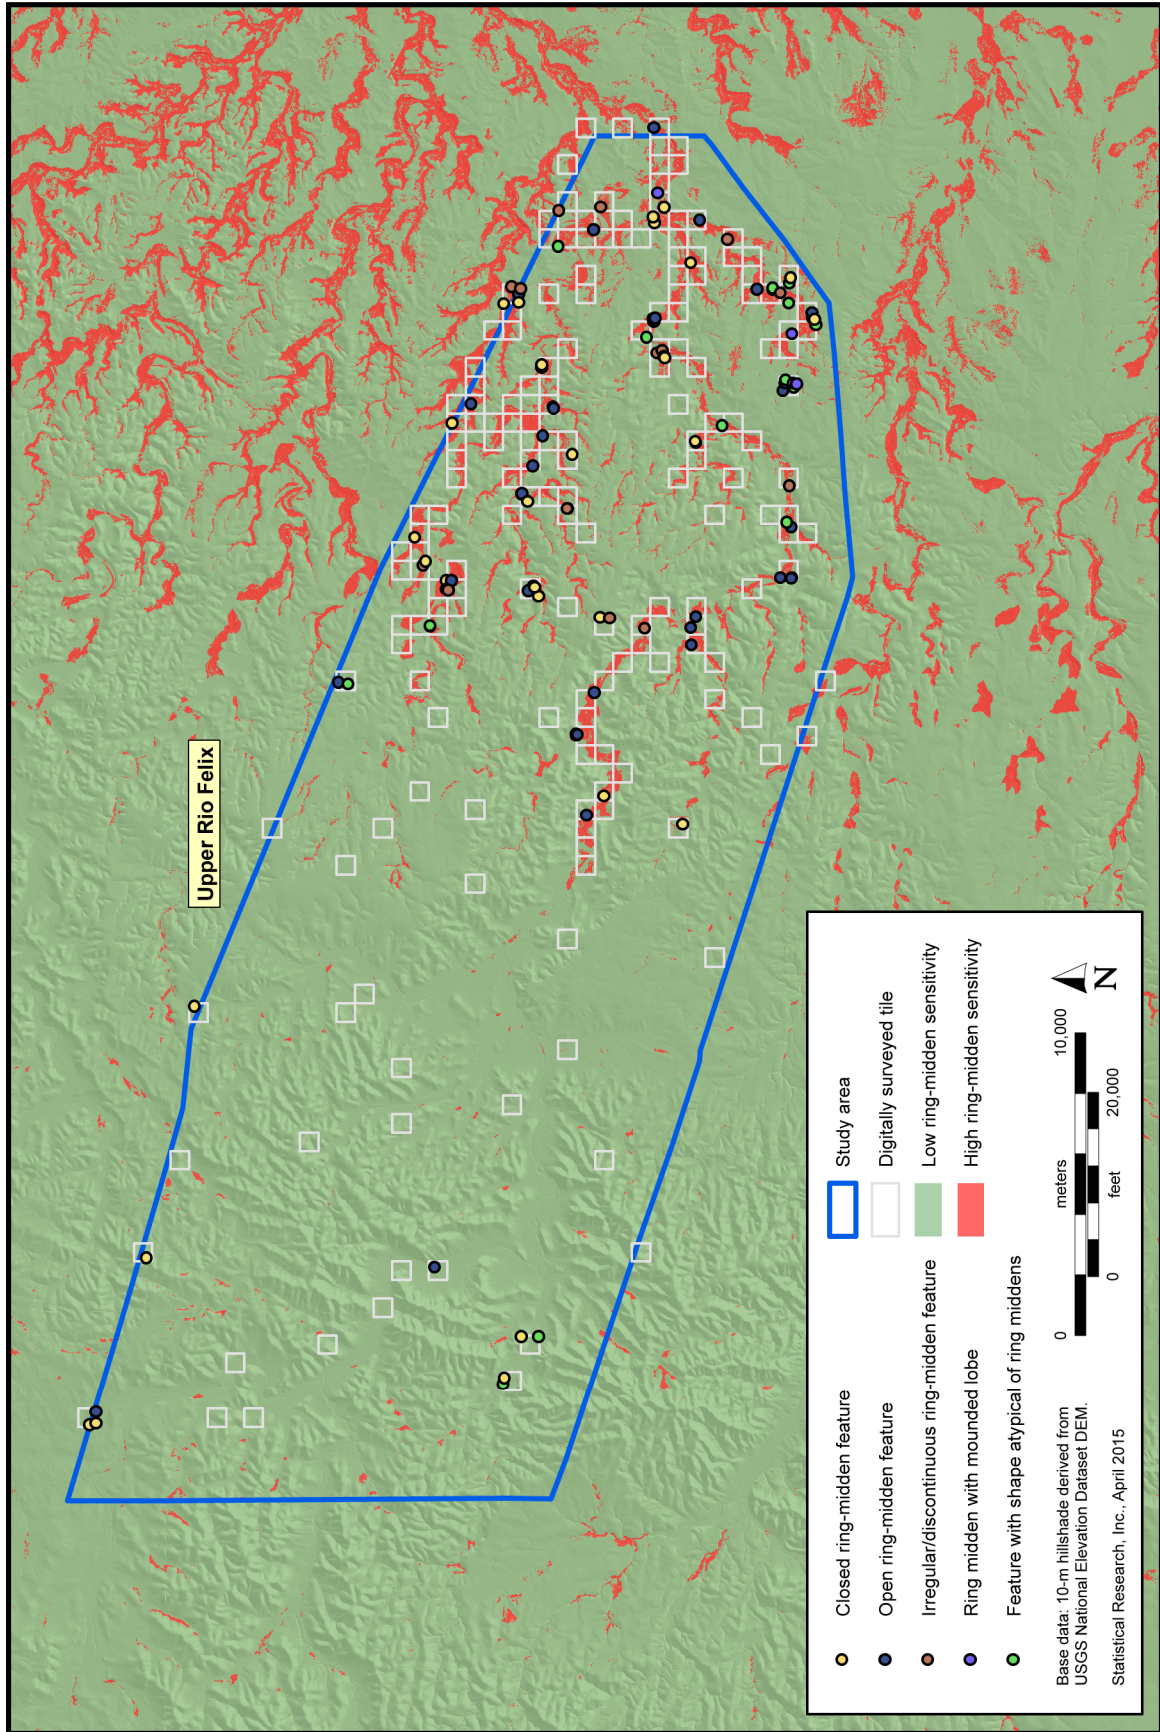 Upper Rio Felix
Closed ring-midden feature
Open ring-midden feature
Irregular/discontinuous ring-midden feature
Ring midden with mounded lobe
Feature with shape atypical of ring middens
Study area
Digitally surveyed tile
Low ring-midden sensitivity
High ring-midden sensitivity
Base data: 10-m hillshade derived from
USGS National Elevation Dataset DEM.
Statistical Research, Inc., April 2015
0
meters
10,000
0
feet
20,000
N